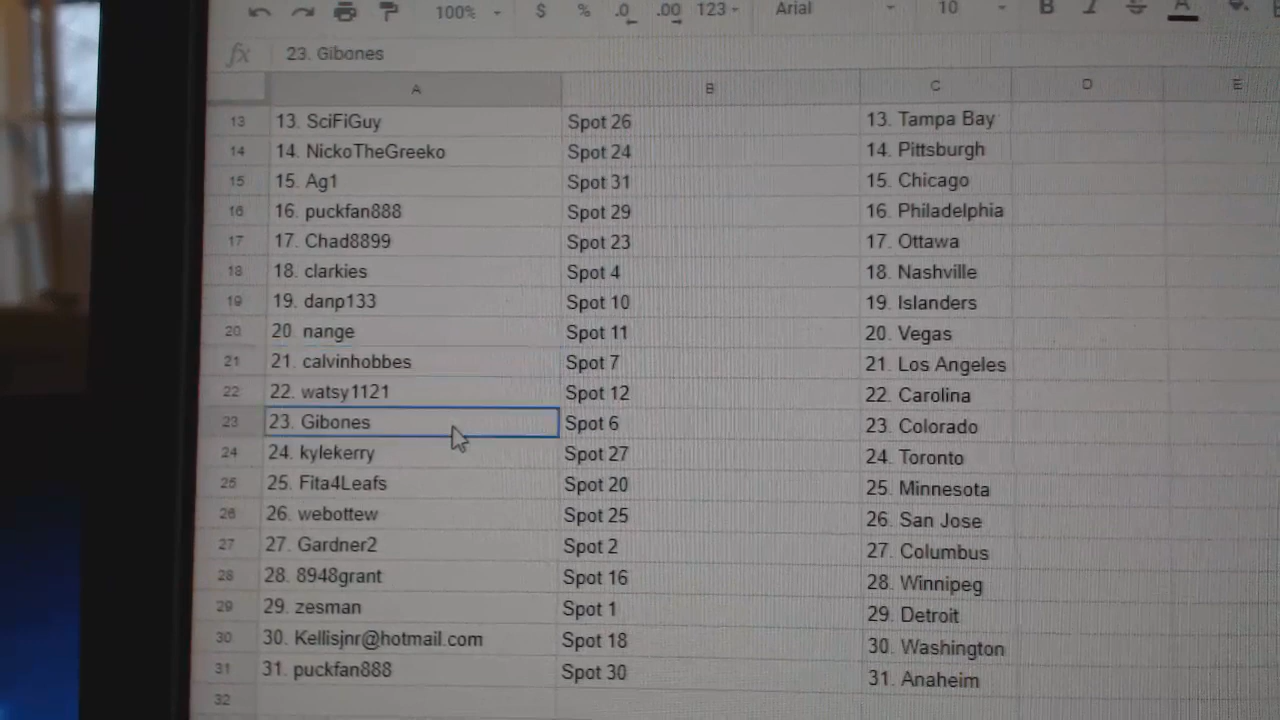 100% $ % .0 .00 123 Arial 10 B I S A
fx 23. Gibones
A B C D E
13 13. SciFiGuy Spot 26 13. Tampa Bay
14 14. NickoTheGreeko Spot 24 14. Pittsburgh
15 15. Ag1 Spot 31 15. Chicago
16 16. puckfan888 Spot 29 16. Philadelphia
17 17. Chad8899 Spot 23 17. Ottawa
18 18. clarkies Spot 4 18. Nashville
19 19. danp133 Spot 10 19. Islanders
20 20. nange Spot 11 20. Vegas
21 21. calvinhobbes Spot 7 21. Los Angeles
22 22. watsy1121 Spot 12 22. Carolina
23 23. Gibones Spot 6 23. Colorado
24 24. kylekerry Spot 27 24. Toronto
25 25. Fita4Leafs Spot 20 25. Minnesota
26 26. webottew Spot 25 26. San Jose
27 27. Gardner2 Spot 2 27. Columbus
28 28. 8948grant Spot 16 28. Winnipeg
29 29. zesman Spot 1 29. Detroit
30 30. Kellisjnr@hotmail.com Spot 18 30. Washington
31 31. puckfan888 Spot 30 31. Anaheim
32